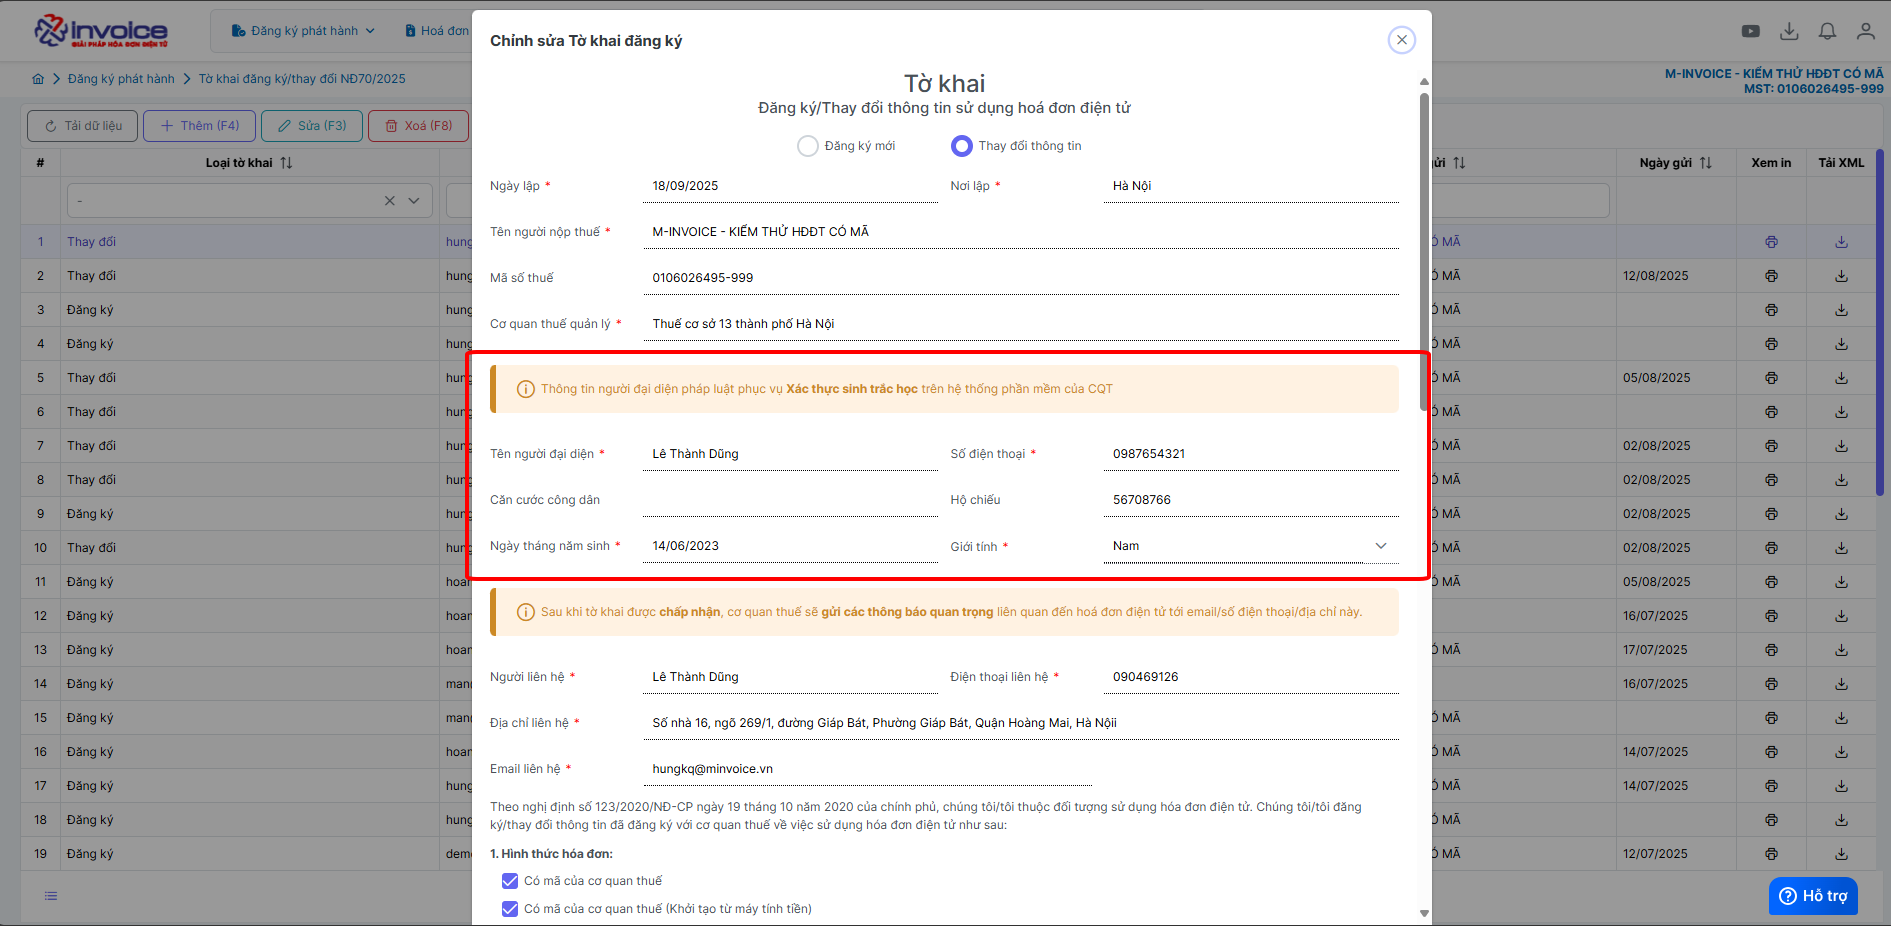 invoice
GIẢI PHÁP HÓA ĐƠN ĐIỆN TỬ
Đăng ký phát hành
Hoá đơn
Đăng ký phát hành
Tờ khai đăng ký/thay đổi NĐ70/2025
M-INVOICE - KIỂM THỬ HĐĐT CÓ MÃ
MST: 0106026495-999
Tải dữ liệu
Thêm (F4)
Sửa (F3)
Xoá (F8)
#
Loại tờ khai
Ngày gửi
Xem in
Tải XML
-
1 Thay đổi hung Ó MÃ
2 Thay đổi hung Ó MÃ 12/08/2025
3 Đăng ký hung Ó MÃ
4 Đăng ký hung Ó MÃ
5 Thay đổi hung Ó MÃ 05/08/2025
6 Thay đổi hung Ó MÃ
7 Thay đổi hung Ó MÃ 02/08/2025
8 Thay đổi hung Ó MÃ 02/08/2025
9 Đăng ký hung Ó MÃ 02/08/2025
10 Thay đổi hung Ó MÃ 02/08/2025
11 Đăng ký hoan Ó MÃ 05/08/2025
12 Đăng ký hoan 16/07/2025
13 Đăng ký hoan Ó MÃ 17/07/2025
14 Đăng ký man 16/07/2025
15 Đăng ký man Ó MÃ
16 Đăng ký hoan Ó MÃ 14/07/2025
17 Đăng ký hung Ó MÃ 14/07/2025
18 Đăng ký hung Ó MÃ
19 Đăng ký demo Ó MÃ 12/07/2025
Hỗ trợ
Chỉnh sửa Tờ khai đăng ký
Tờ khai
Đăng ký/Thay đổi thông tin sử dụng hoá đơn điện tử
Đăng ký mới
Thay đổi thông tin
Ngày lập * 18/09/2025 Nơi lập * Hà Nội
Tên người nộp thuế * M-INVOICE - KIỂM THỬ HĐĐT CÓ MÃ
Mã số thuế 0106026495-999
Cơ quan thuế quản lý * Thuế cơ sở 13 thành phố Hà Nội
Thông tin người đại diện pháp luật phục vụ Xác thực sinh trắc học trên hệ thống phần mềm của CQT
Tên người đại diện * Lê Thành Dũng Số điện thoại * 0987654321
Căn cước công dân Hộ chiếu 56708766
Ngày tháng năm sinh * 14/06/2023 Giới tính * Nam
Sau khi tờ khai được chấp nhận, cơ quan thuế sẽ gửi các thông báo quan trọng liên quan đến hoá đơn điện tử tới email/số điện thoại/địa chỉ này.
Người liên hệ * Lê Thành Dũng Điện thoại liên hệ * 090469126
Địa chỉ liên hệ * Số nhà 16, ngõ 269/1, đường Giáp Bát, Phường Giáp Bát, Quận Hoàng Mai, Hà Nộii
Email liên hệ * hungkq@minvoice.vn
Theo nghị định số 123/2020/NĐ-CP ngày 19 tháng 10 năm 2020 của chính phủ, chúng tôi/tôi thuộc đối tượng sử dụng hóa đơn điện tử. Chúng tôi/tôi đăng
ký/thay đổi thông tin đã đăng ký với cơ quan thuế về việc sử dụng hóa đơn điện tử như sau:
1. Hình thức hóa đơn:
Có mã của cơ quan thuế
Có mã của cơ quan thuế (Khởi tạo từ máy tính tiền)